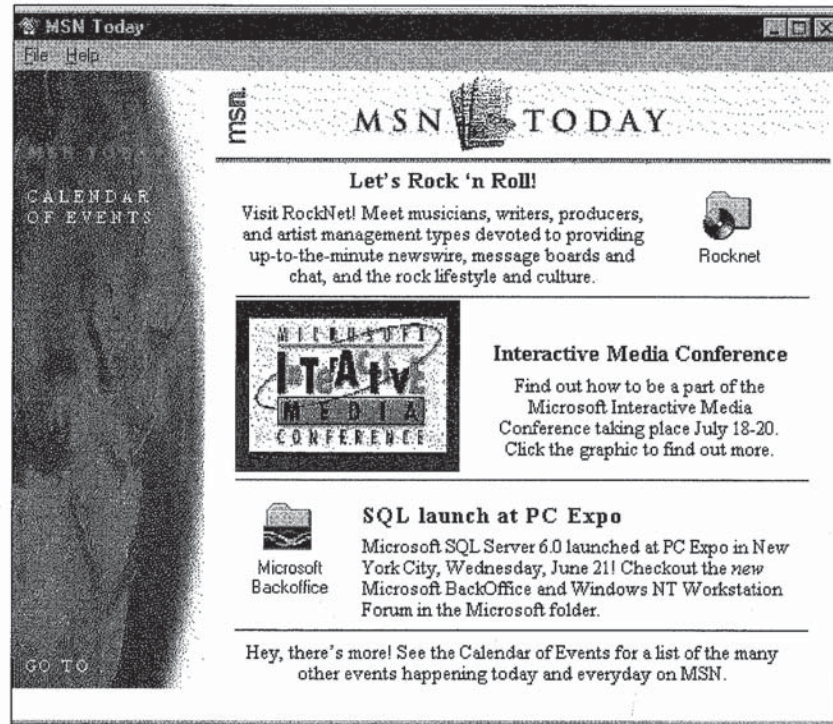 MSN Today
File Help
MSN TODAY
CALENDAR
OF EVENTS
GO TO
msn.
MSN TODAY
Let's Rock 'n Roll!
Visit RockNet! Meet musicians, writers, producers,
and artist management types devoted to providing
up-to-the-minute newswire, message boards and
chat, and the rock lifestyle and culture.
Rocknet
MICROSOFT
INTERACTIVE
MEDIA
CONFERENCE
Interactive Media Conference
Find out how to be a part of the
Microsoft Interactive Media
Conference taking place July 18-20.
Click the graphic to find out more.
Microsoft
Backoffice
SQL launch at PC Expo
Microsoft SQL Server 6.0 launched at PC Expo in New
York City, Wednesday, June 21! Checkout the new
Microsoft BackOffice and Windows NT Workstation
Forum in the Microsoft folder.
Hey, there's more! See the Calendar of Events for a list of the many
other events happening today and everyday on MSN.